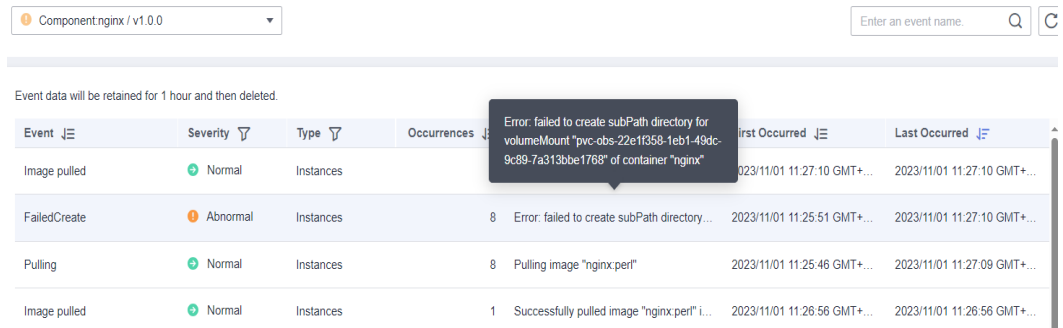 Component:nginx / v1.0.0
Enter an event name.
Event data will be retained for 1 hour and then deleted.
Error: failed to create subPath directory for
volumeMount "pvc-obs-22e1f358-1eb1-49dc-
9c89-7a313bbe1768" of container "nginx"
Event Severity Type Occurrences irst Occurred Last Occurred
Image pulled Normal Instances 023/11/01 11:27:10 GMT+... 2023/11/01 11:27:10 GMT+...
FailedCreate Abnormal Instances 8 Error: failed to create subPath directory... 2023/11/01 11:25:51 GMT+... 2023/11/01 11:27:10 GMT+...
Pulling Normal Instances 8 Pulling image "nginx:perl" 2023/11/01 11:25:46 GMT+... 2023/11/01 11:27:09 GMT+...
Image pulled Normal Instances 1 Successfully pulled image "nginx:perl" i... 2023/11/01 11:26:56 GMT+... 2023/11/01 11:26:56 GMT+...